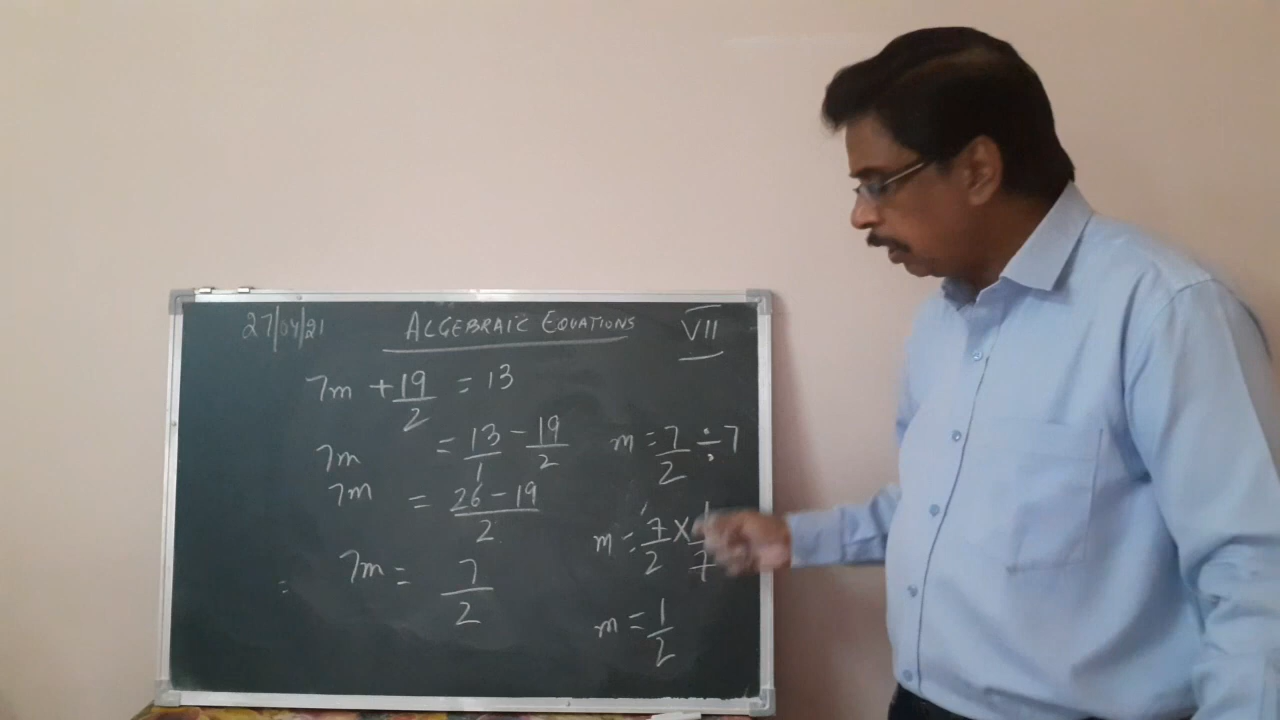 27/04/21 ALGEBRAIC EQUATIONS VII
7m + 19/2 = 13
7m = 13/1 - 19/2
7m = 26 - 19/2
= 7m = 7/2
m = 7/2 ÷ 7
m = 7/2 × 1/7
m = 1/2